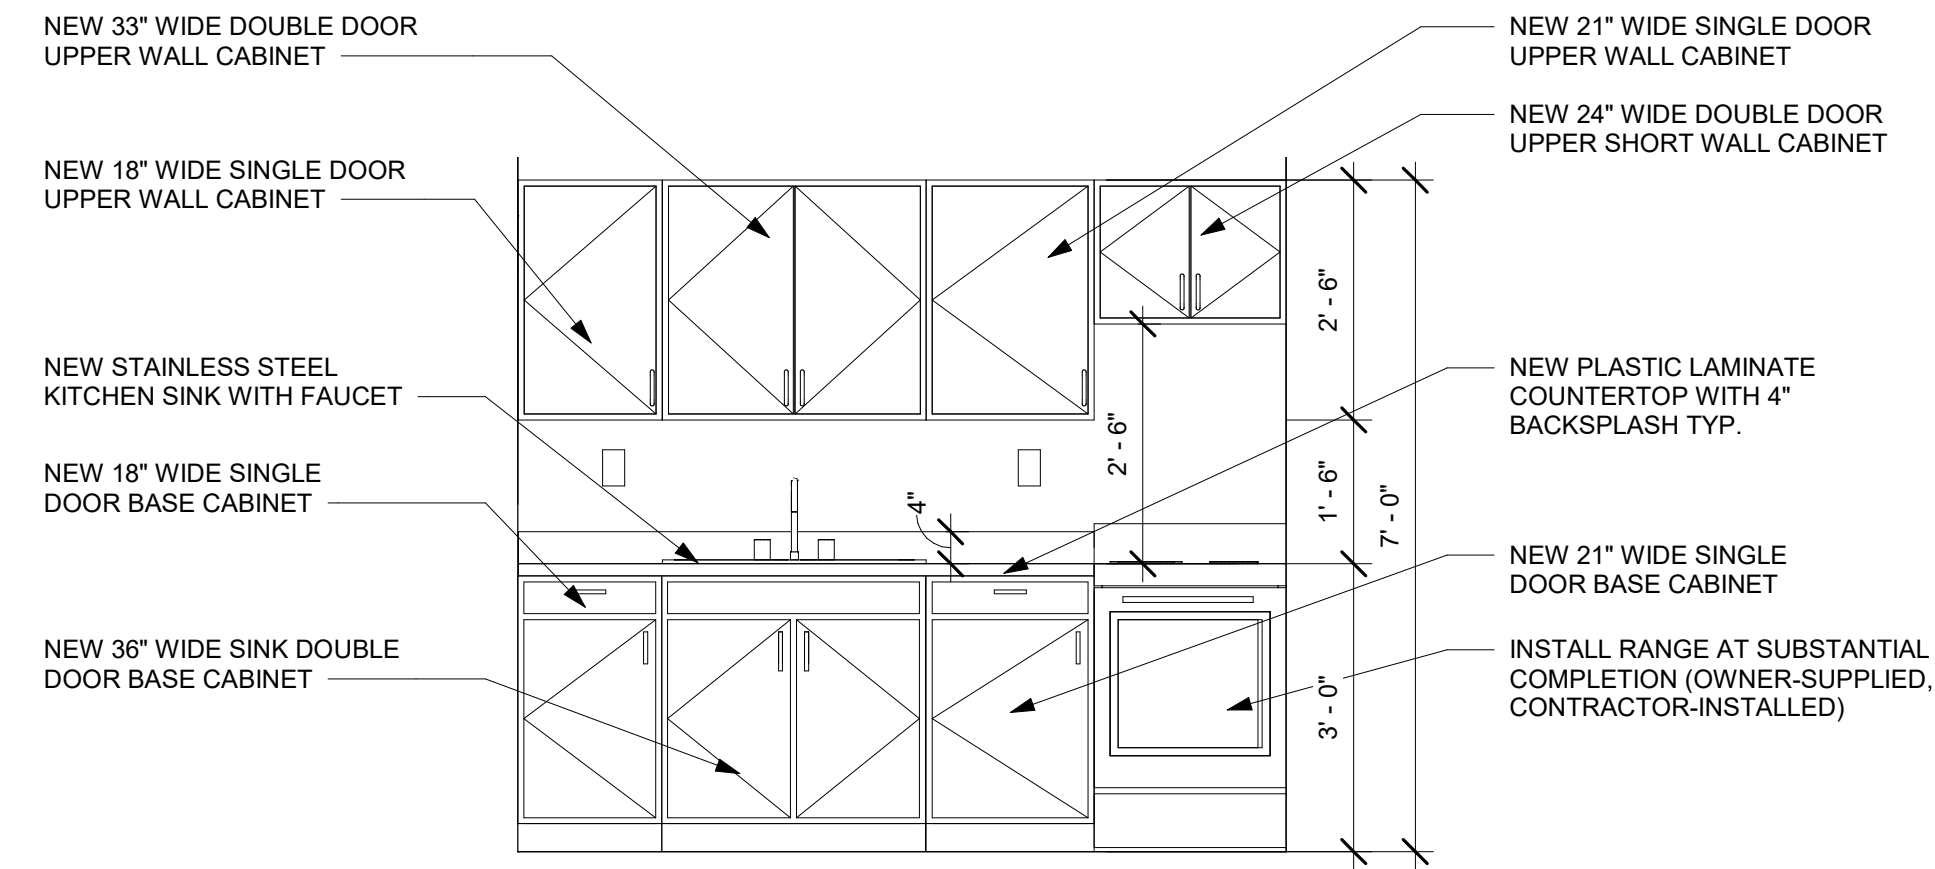 NEW 33" WIDE DOUBLE DOOR
UPPER WALL CABINET
NEW 18" WIDE SINGLE DOOR
UPPER WALL CABINET
NEW STAINLESS STEEL
KITCHEN SINK WITH FAUCET
NEW 18" WIDE SINGLE
DOOR BASE CABINET
NEW 36" WIDE SINK DOUBLE
DOOR BASE CABINET
4"
2' - 6"
2' - 6"
1' - 6"
3' - 0"
7' - 0"
NEW 21" WIDE SINGLE DOOR
UPPER WALL CABINET
NEW 24" WIDE DOUBLE DOOR
UPPER SHORT WALL CABINET
NEW PLASTIC LAMINATE
COUNTERTOP WITH 4"
BACKSPLASH TYP.
NEW 21" WIDE SINGLE
DOOR BASE CABINET
INSTALL RANGE AT SUBSTANTIAL
COMPLETION (OWNER-SUPPLIED,
CONTRACTOR-INSTALLED)